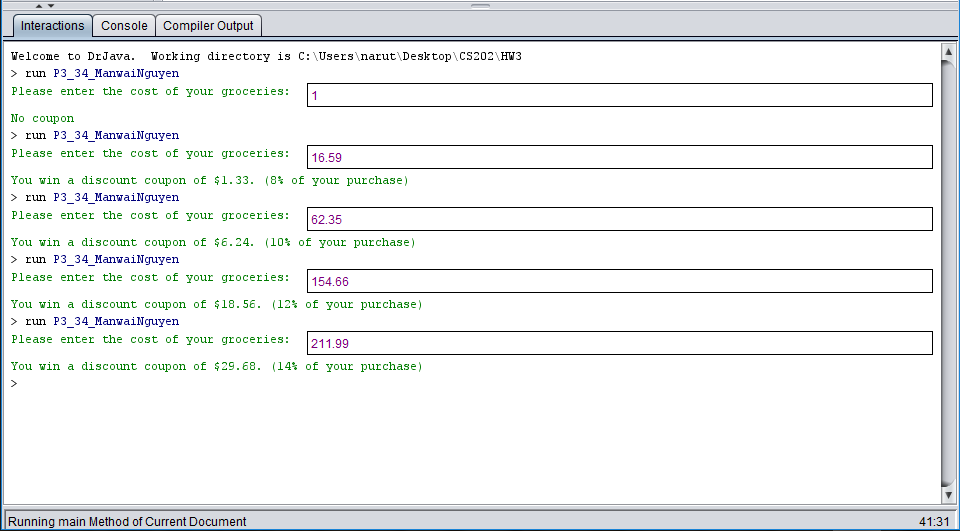 Interactions Console Compiler Output
Welcome to DrJava.  Working directory is C:\Users\narut\Desktop\CS202\HW3
> run P3_34_ManwaiNguyen
Please enter the cost of your groceries: 1
No coupon
> run P3_34_ManwaiNguyen
Please enter the cost of your groceries: 16.59
You win a discount coupon of $1.33. (8% of your purchase)
> run P3_34_ManwaiNguyen
Please enter the cost of your groceries: 62.35
You win a discount coupon of $6.24. (10% of your purchase)
> run P3_34_ManwaiNguyen
Please enter the cost of your groceries: 154.66
You win a discount coupon of $18.56. (12% of your purchase)
> run P3_34_ManwaiNguyen
Please enter the cost of your groceries: 211.99
You win a discount coupon of $29.68. (14% of your purchase)
>
Running main Method of Current Document 41:31